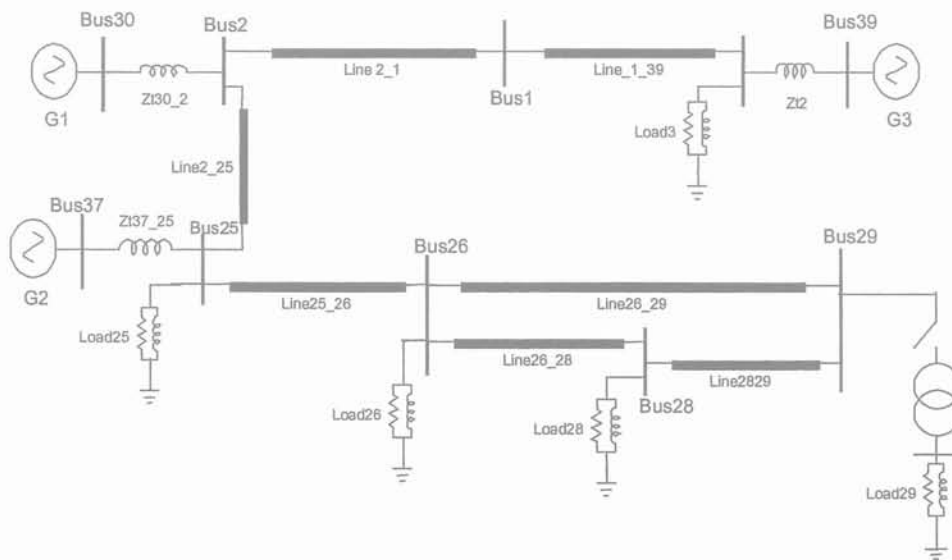 Bus30
Bus2
Bus39
Zt30_2
Line 2_1
Bus1
Line_1_39
Zt2
G1
G3
Load3
Line2_25
Bus37
Zt37_25
Bus25
Bus26
Bus29
G2
Line25_26
Line26_29
Load25
Line26_28
Line2829
Bus28
Load26
Load28
Load29